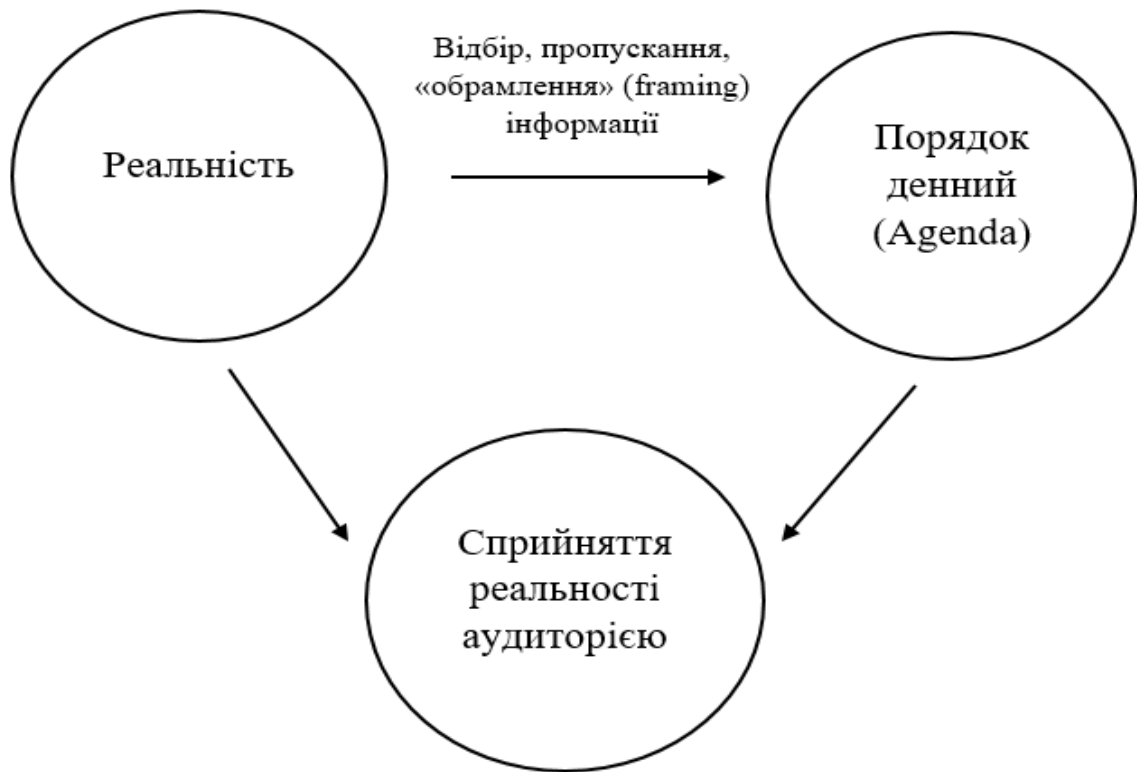 Відбір, пропускання,
«обрамлення» (framing)
інформації
Реальність
Порядок
денний
(Agenda)
Сприйняття
реальності
аудиторією